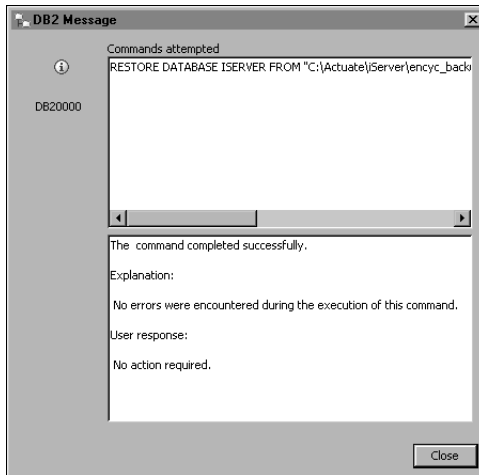 DB2 Message
Commands attempted
RESTORE DATABASE ISERVER FROM "C:\Actuate\iServer\encyc_back
DB20000
The command completed successfully.
Explanation:
No errors were encountered during the execution of this command.
User response:
No action required.
Close